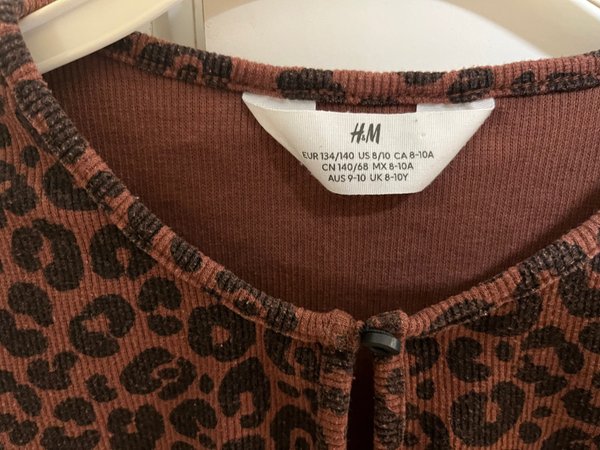 H&M
EUR 134/140 US 8/10 CA 8-10A
CN 140/68 MX 8-10A
AUS 9-10 UK 8-10Y